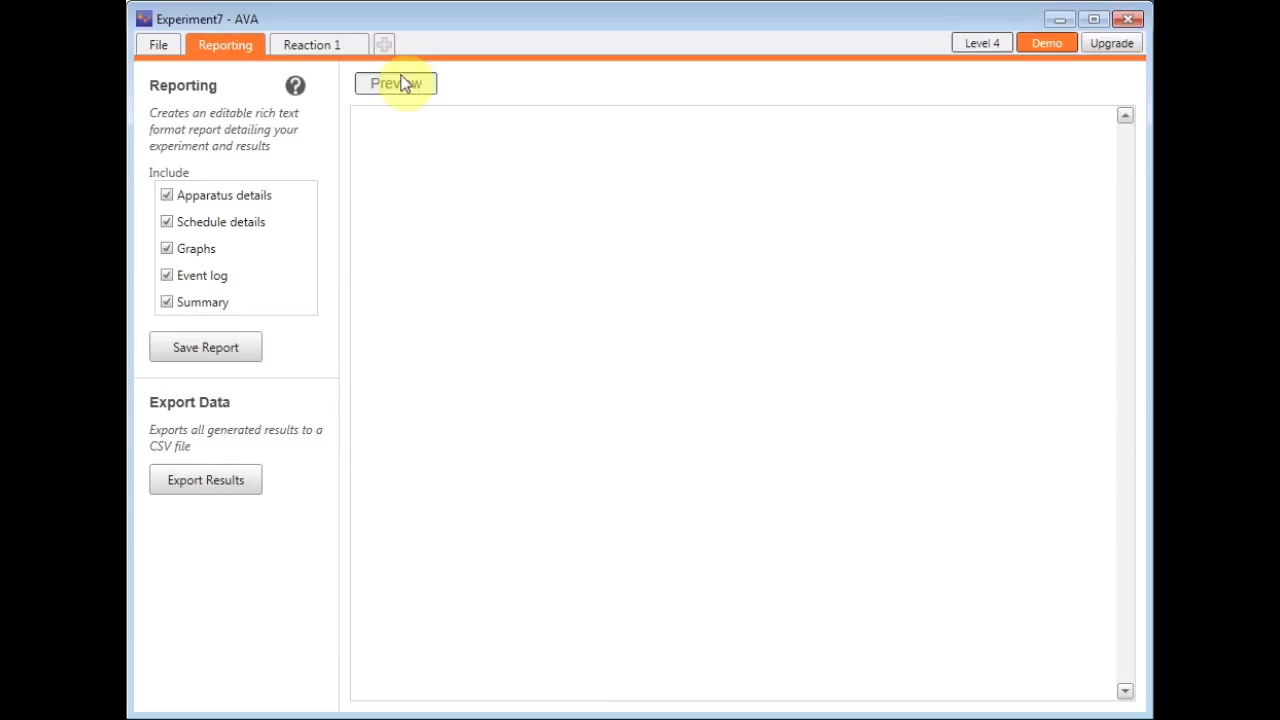 Experiment7 - AVA
File
Reporting
Reaction 1
Level 4
Demo
Upgrade
Reporting
?
Creates an editable rich text
format report detailing your
experiment and results
Include
Apparatus details
Schedule details
Graphs
Event log
Summary
Save Report
Export Data
Exports all generated results to a
CSV file
Export Results
Preview